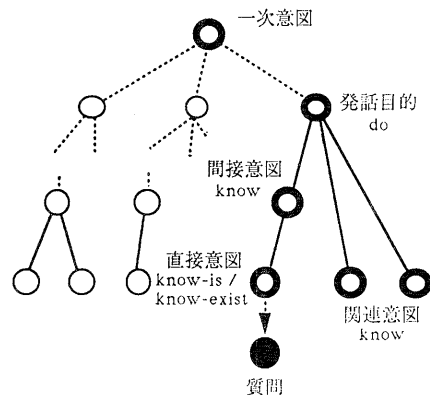 一次意図
発話目的
do
間接意図
know
直接意図
know-is /
know-exist
関連意図
know
質問